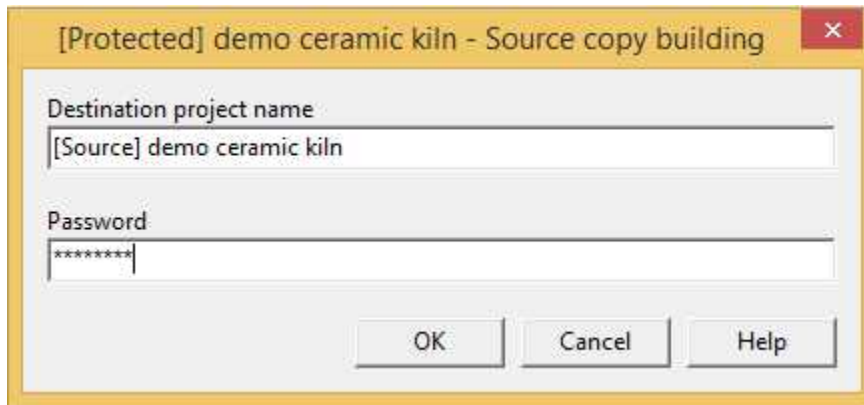 [Protected] demo ceramic kiln - Source copy building
Destination project name
[Source] demo ceramic kiln
Password
********
OK Cancel Help